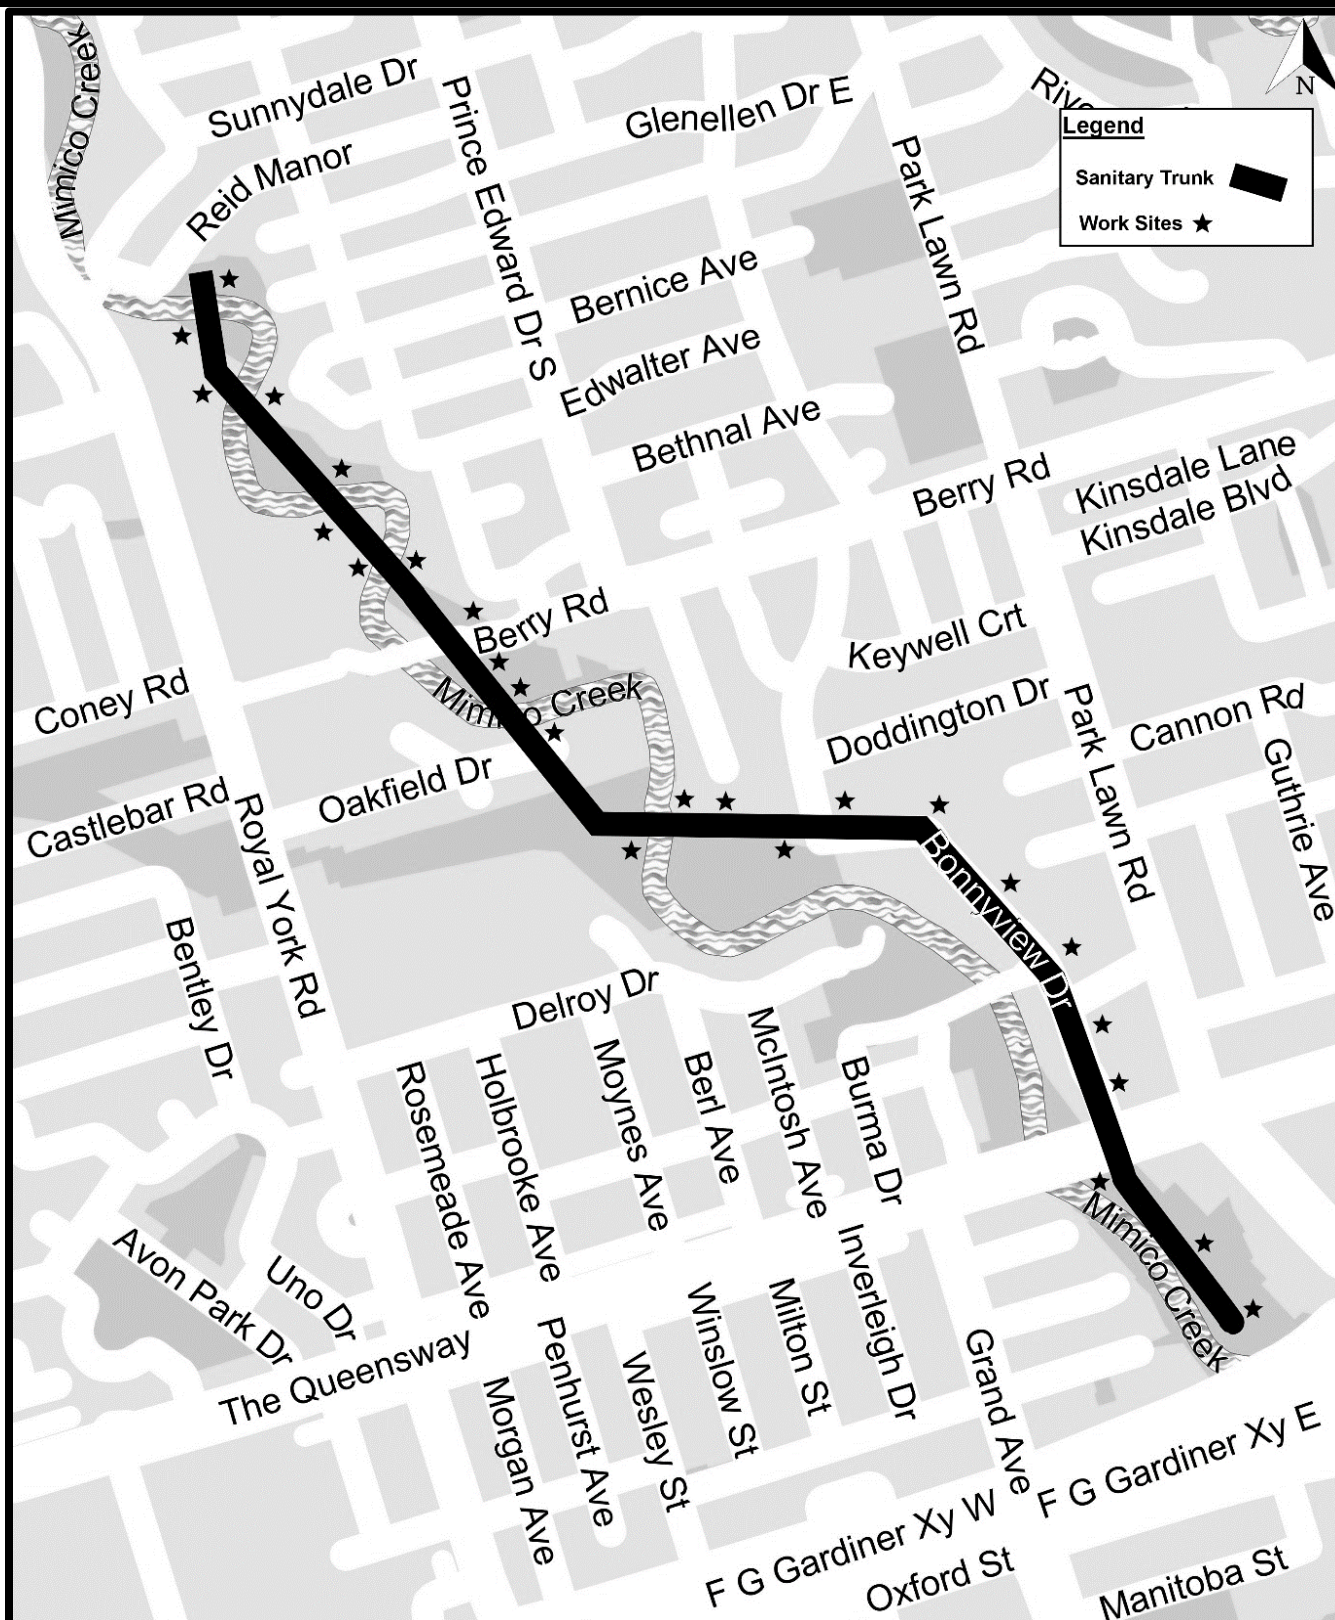 Mimico Creek
Sunnydale Dr
Reid Manor
Prince Edward Dr S
Glenellen Dr E
Park Lawn Rd
N
Legend
Sanitary Trunk
Work Sites
Bernice Ave
Edwalter Ave
Bethnal Ave
Berry Rd
Kinsdale Lane
Kinsdale Blvd
Berry Rd
Keywell Crt
Coney Rd
Mimico Creek
Doddington Dr
Park Lawn Rd
Cannon Rd
Guthrie Ave
Castlebar Rd
Oakfield Dr
Royal York Rd
Bonnyview Dr
Bentley Dr
Delroy Dr
Rosemeade Ave
Holbrooke Ave
Moynes Ave
Berl Ave
McIntosh Ave
Burma Dr
Mimico Creek
Avon Park Dr
Uno Dr
The Queensway
Morgan Ave
Penhurst Ave
Wesley St
Winslow St
Milton St
Inverleigh Dr
Grand Ave
F G Gardiner Xy W
F G Gardiner Xy E
Oxford St
Manitoba St